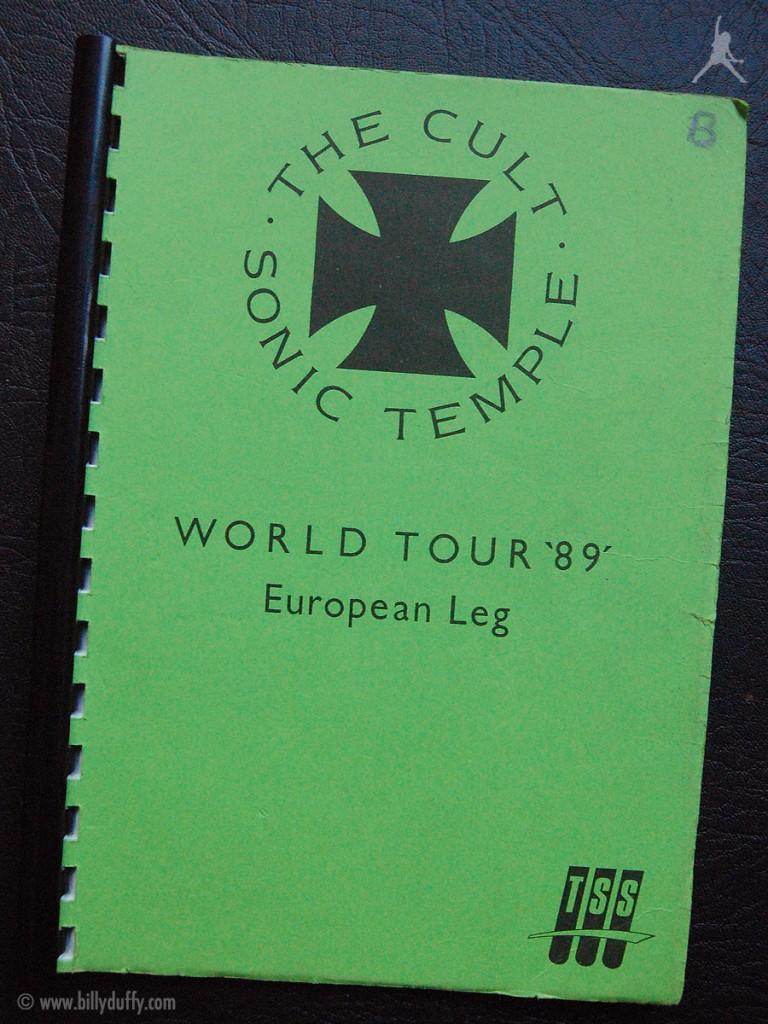 B
THE CULT
· SONIC TEMPLE ·
WORLD TOUR '89'
European Leg
TSS
© www.billyduffy.com